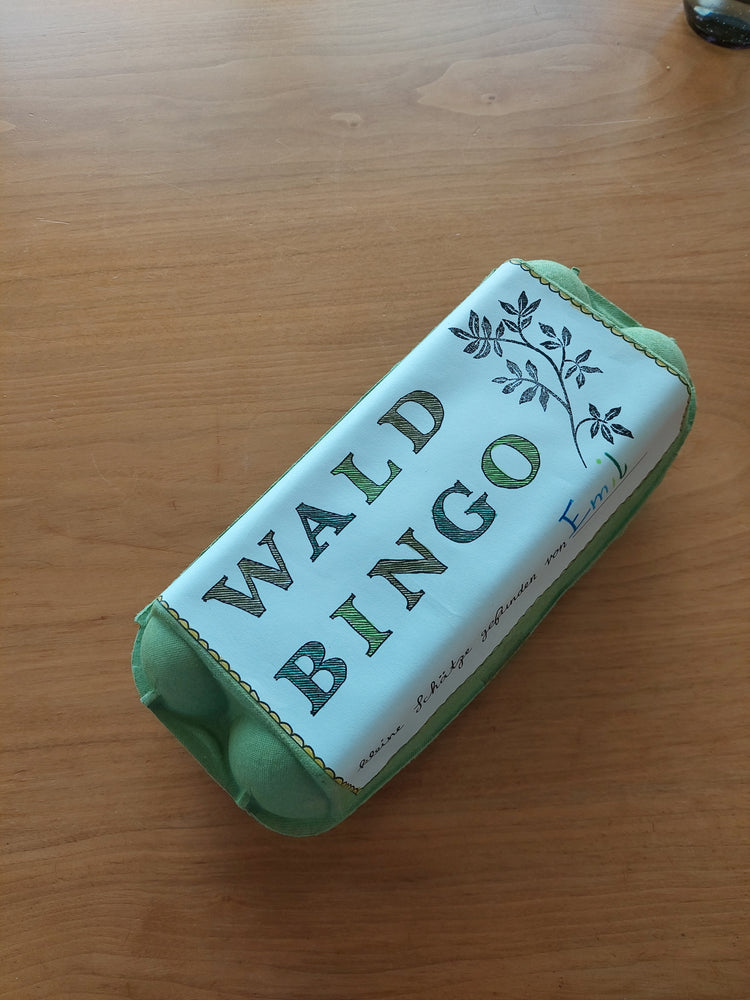 WALD
BINGO
kleine Schätze gefunden von Emil